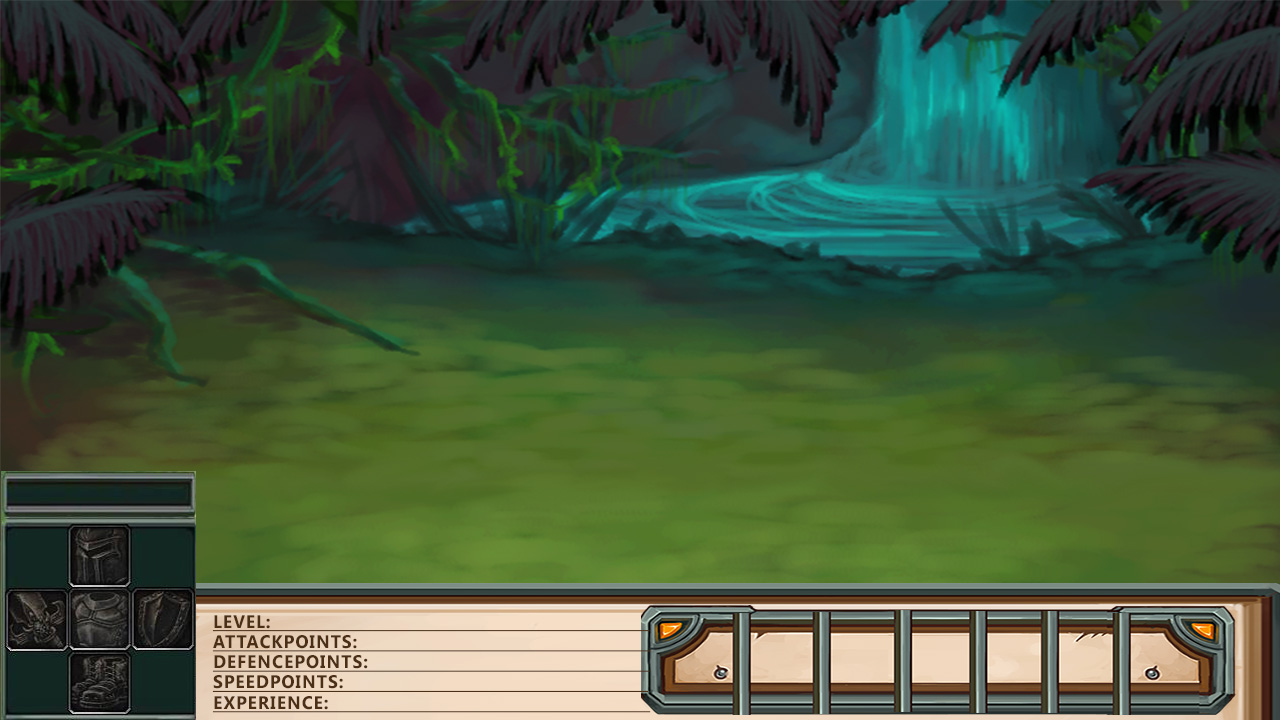 LEVEL:
ATTACKPOINTS:
DEFENCEPOINTS:
SPEEDPOINTS:
EXPERIENCE: